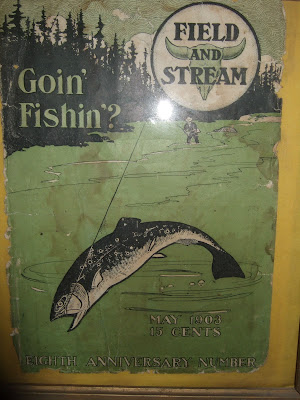 FIELD
AND
STREAM
Goin'
Fishin'?
MAY 1903
15 CENTS
EIGHTH ANNIVERSARY NUMBER